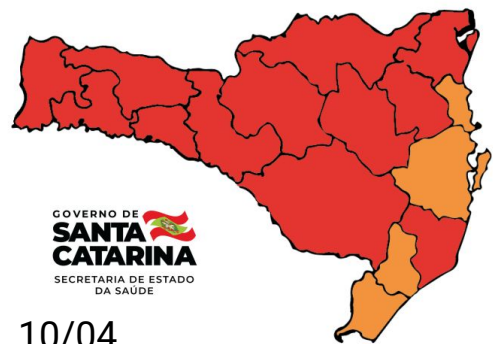 GOVERNO DE
SANTA
CATARINA
SECRETARIA DE ESTADO
DA SAÚDE
10/04